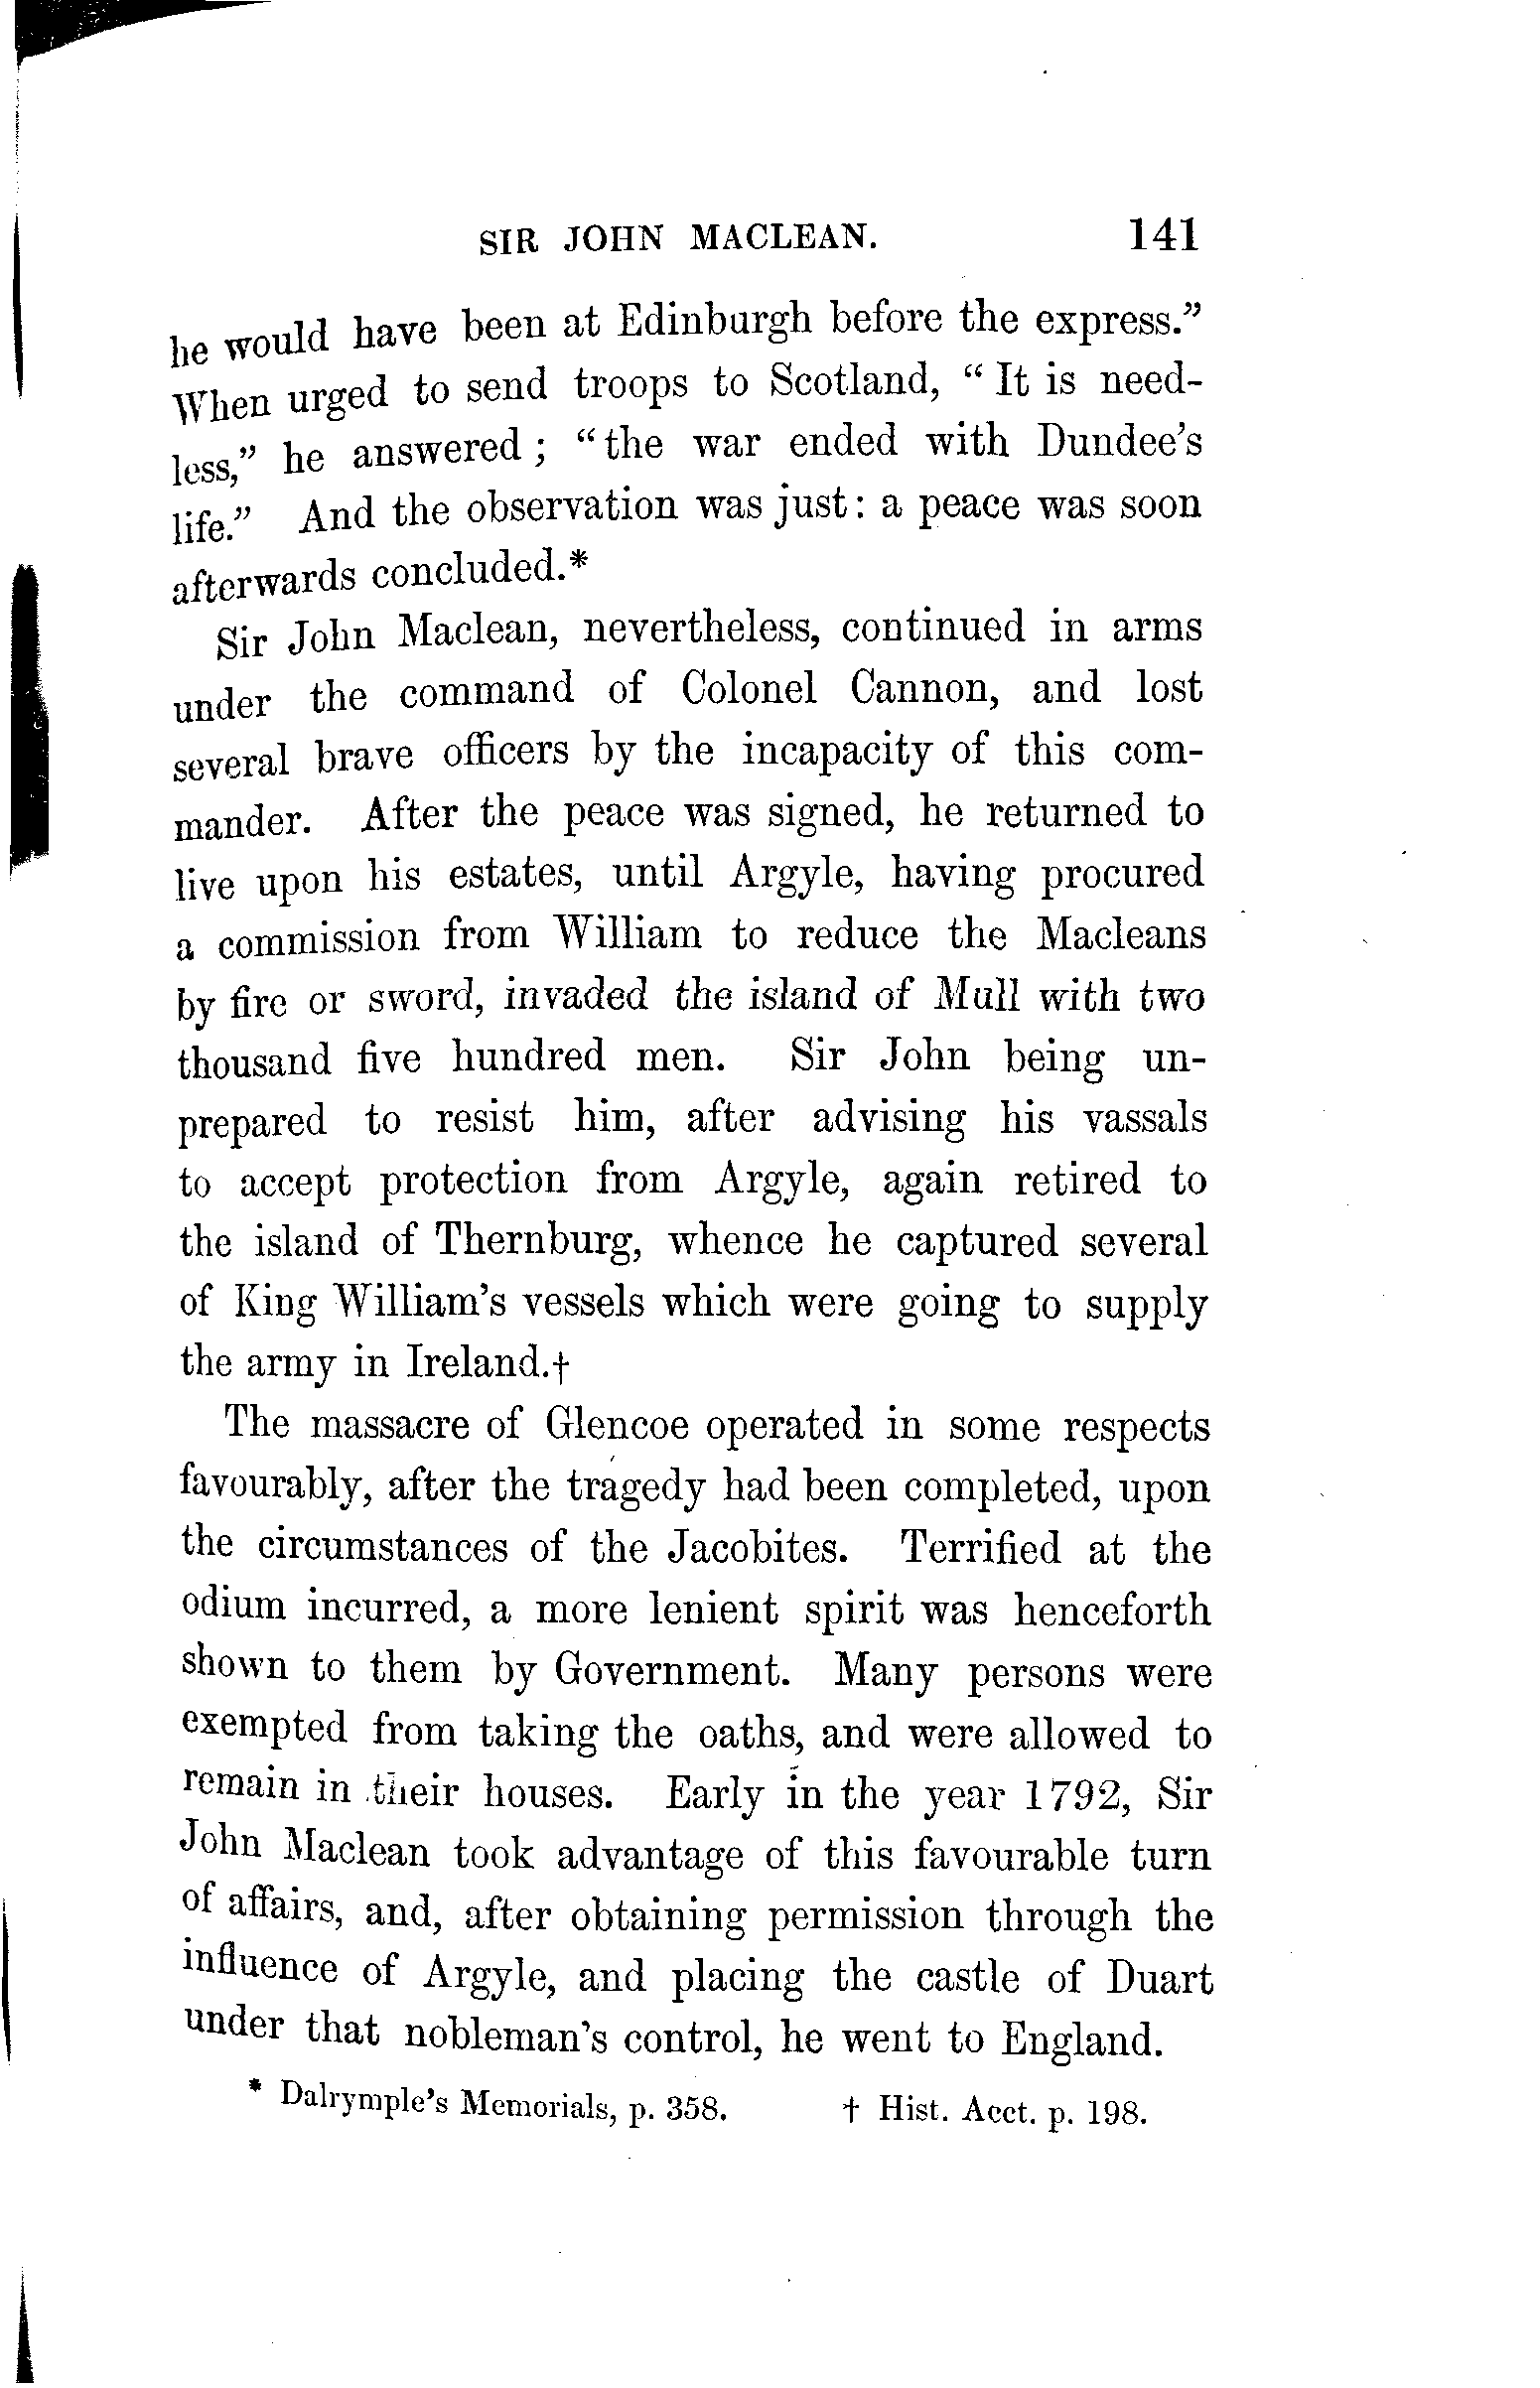 SIR JOHN MACLEAN. 141
he would have been at Edinburgh before the express.”
When urged to send troops to Scotland, “ It is need-
less,” he answered ; “the war ended with Dundee’s
life.” And the observation was just : a peace was soon
afterwards concluded.*
Sir John Maclean, nevertheless, continued in arms
under the command of Colonel Cannon, and lost
several brave officers by the incapacity of this com-
mander. After the peace was signed, he returned to
live upon his estates, until Argyle, having procured
a commission from William to reduce the Macleans
by fire or sword, invaded the island of Mull with two
thousand five hundred men. Sir John being un-
prepared to resist him, after advising his vassals
to accept protection from Argyle, again retired to
the island of Thernburg, whence he captured several
of King William’s vessels which were going to supply
the army in Ireland.†
The massacre of Glencoe operated in some respects
favourably, after the tragedy had been completed, upon
the circumstances of the Jacobites. Terrified at the
odium incurred, a more lenient spirit was henceforth
shown to them by Government. Many persons were
exempted from taking the oaths, and were allowed to
remain in their houses. Early in the year 1792, Sir
John Maclean took advantage of this favourable turn
of affairs, and, after obtaining permission through the
influence of Argyle, and placing the castle of Duart
under that nobleman’s control, he went to England.
* Dalrymple’s Memorials, p. 358. † Hist. Acct. p. 198.